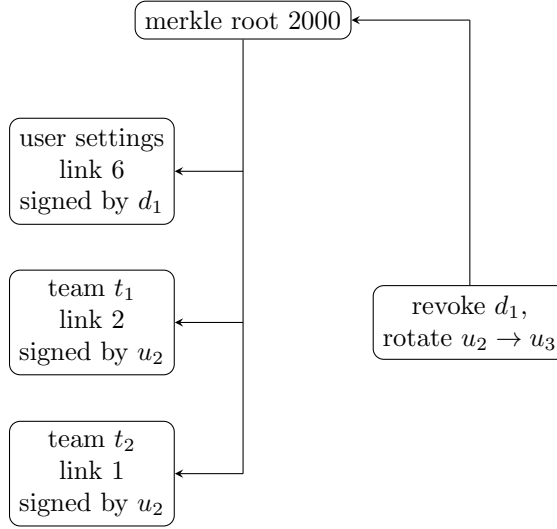 merkle root 2000
user settings
link 6
signed by d₁
team t₁
link 2
signed by u₂
revoke d₁,
rotate u₂ → u₃
team t₂
link 1
signed by u₂